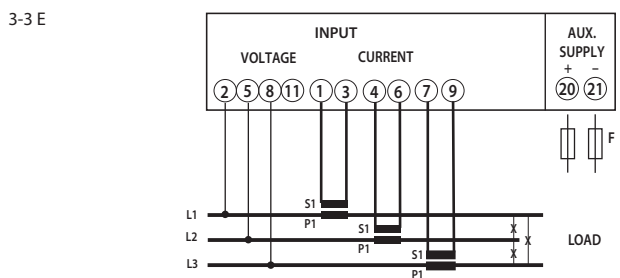 3-3 E
INPUT
AUX.
SUPPLY
VOLTAGE CURRENT
+ –
2 5 8 11 1 3 4 6 7 9 20 21
F
S1
L1
P1
S1
L2
P1
X
X
LOAD
S1
X
L3
P1